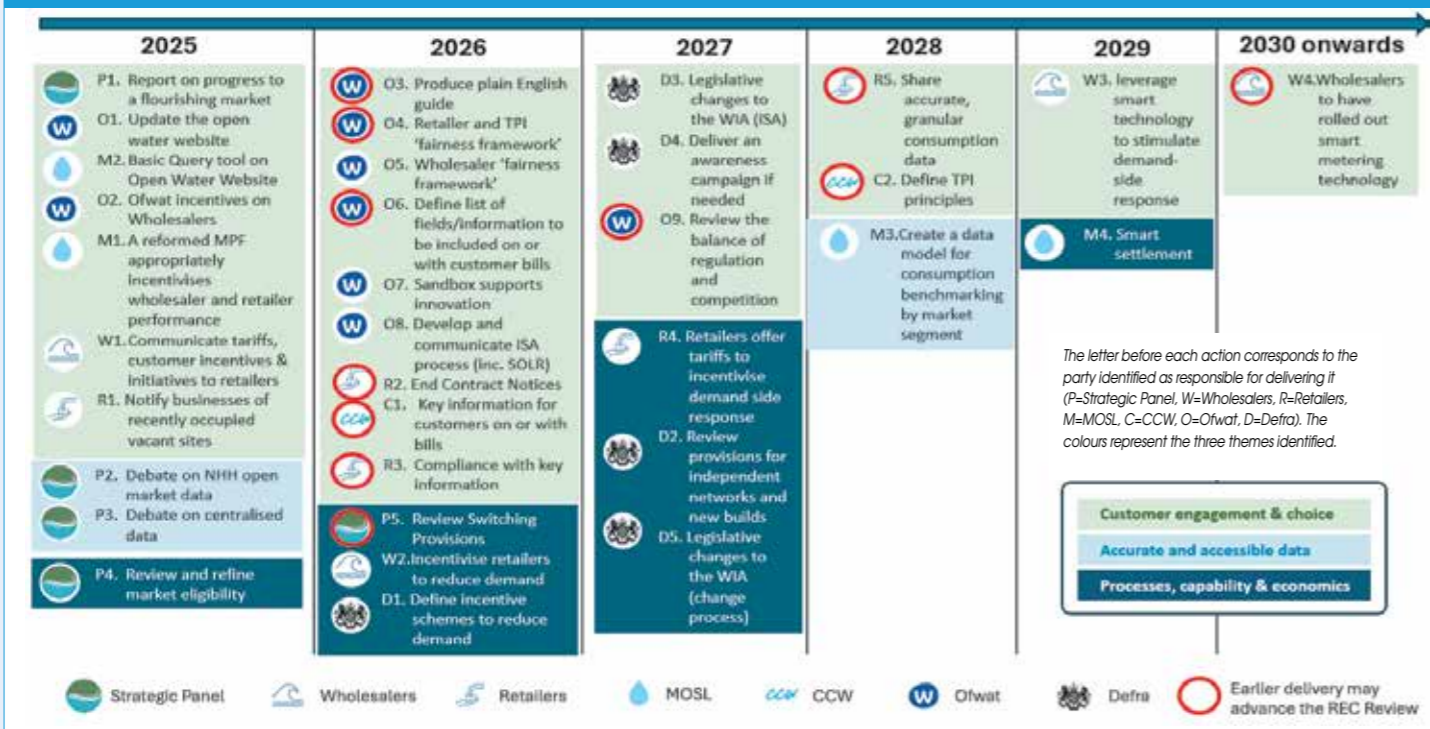 2025
P1. Report on progress to
a flourishing market
O1. Update the open
water website
M2. Basic Query tool on
Open Water Website
O2. Ofwat incentives on
Wholesalers
M1. A reformed MPF
appropriately
incentivises
wholesaler and retailer
performance
W1. Communicate tariffs,
customer incentives &
initiatives to retailers
R1. Notify businesses of
recently occupied
vacant sites
P2. Debate on NHH open
market data
P3. Debate on centralised
data
P4. Review and refine
market eligibility
2026
O3. Produce plain English
guide
O4. Retailer and TPI
'fairness framework'
O5. Wholesaler 'fairness
framework'
O6. Define list of
fields/information to
be included on or
with customer bills
O7. Sandbox supports
innovation
O8. Develop and
communicate ISA
process (inc. SOLR)
R2. End Contract Notices
C1. Key information for
customers on or with
bills
R3. Compliance with key
information
P5. Review Switching
Provisions
W2. Incentivise retailers
to reduce demand
D1. Define incentive
schemes to reduce
demand
2027
D3. Legislative
changes to
the WIA (ISA)
D4. Deliver an
awareness
campaign if
needed
O9. Review the
balance of
regulation
and
competition
R4. Retailers offer
tariffs to
incentivise
demand side
response
D2. Review
provisions for
independent
networks and
new builds
D5. Legislative
changes to
the WIA
(change
process)
2028
R5. Share
accurate,
granular
consumption
data
C2. Define TPI
principles
M3. Create a data
model for
consumption
benchmarking
by market
segment
2029
W3. leverage
smart
technology
to stimulate
demand-
side
response
M4. Smart
settlement
2030 onwards
W4. Wholesalers
to have
rolled out
smart
metering
technology
The letter before each action corresponds to the
party identified as responsible for delivering it
(P=Strategic Panel, W=Wholesalers, R=Retailers,
M=MOSL, C=CCW, O=Ofwat, D=Defra). The
colours represent the three themes identified.
Customer engagement & choice
Accurate and accessible data
Processes, capability & economics
Strategic Panel
Wholesalers
Retailers
MOSL
ccw CCW
W Ofwat
Defra
Earlier delivery may
advance the REC Review